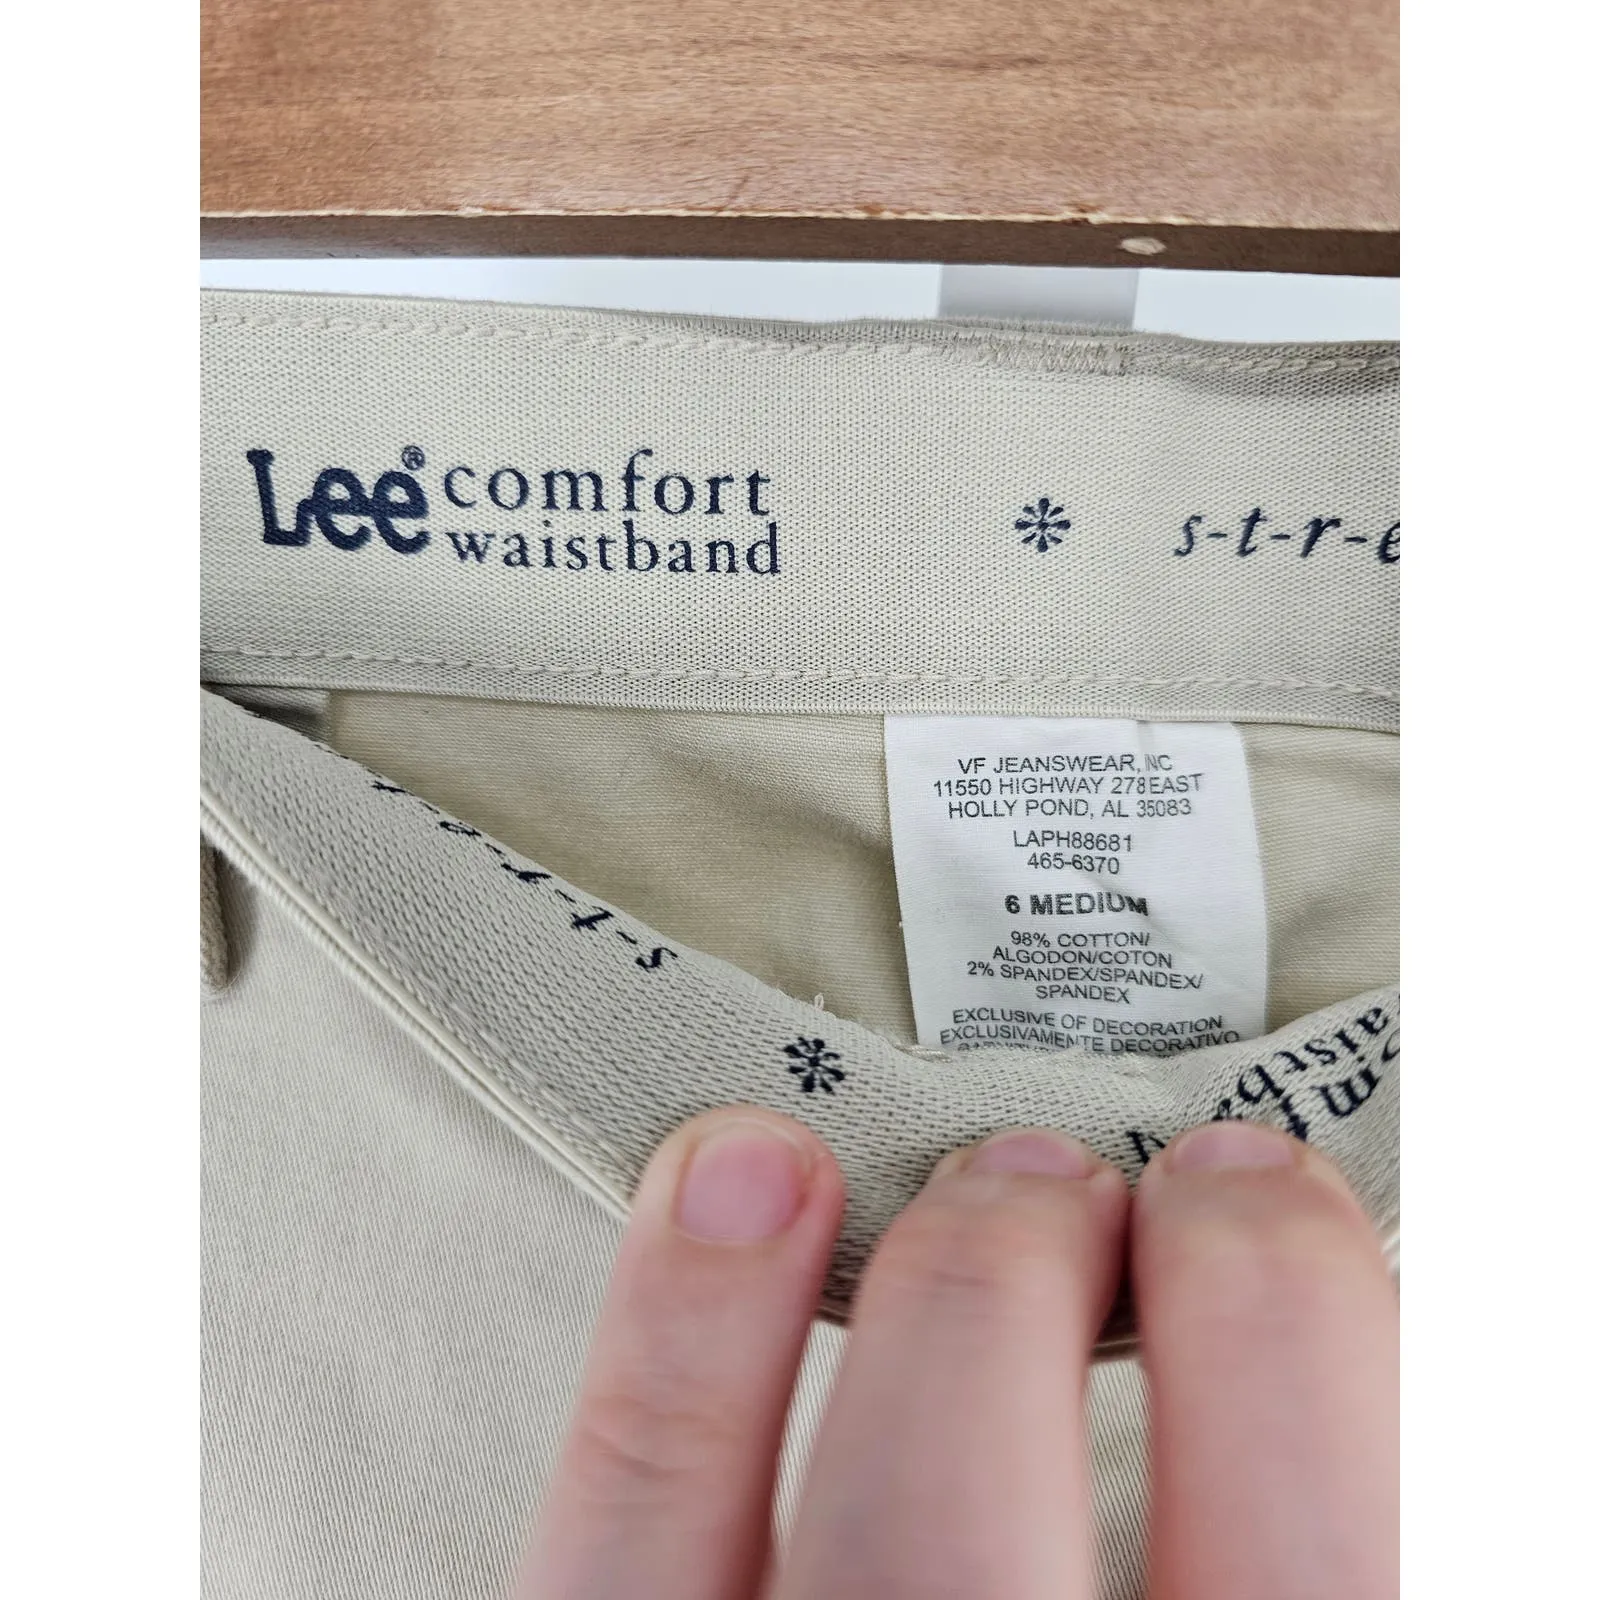 Lee® comfort
waistband
s-t-r-e
VF JEANSWEAR, NC
11550 HIGHWAY 278 EAST
HOLLY POND, AL 35083
LAPH88681
465-6370
6 MEDIUM
98% COTTON/
ALGODON/COTON
2% SPANDEX/SPANDEX/
SPANDEX
EXCLUSIVE OF DECORATION
EXCLUSIVAMENTE DECORATIVO
s-t-r-e-t